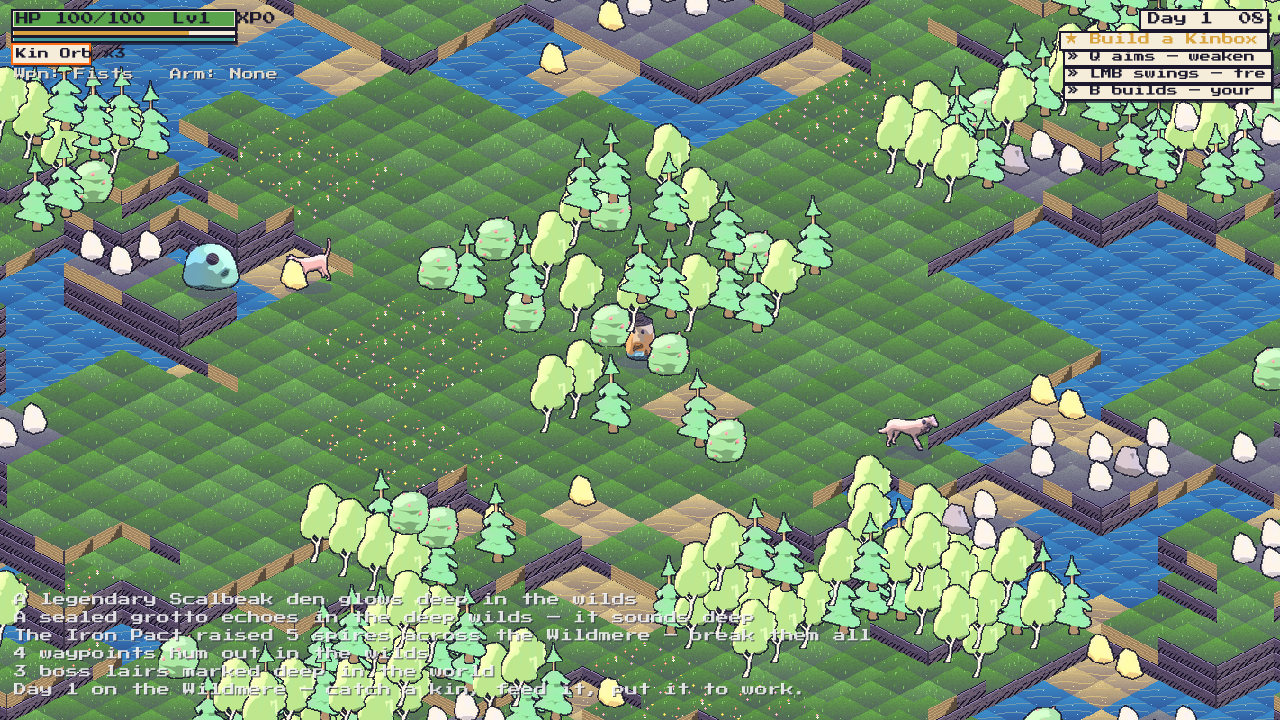 HP 100/100 Lv1 XP0
Kin Orb x3
Wpn: Fists Arm: None
Day 1 08:
★ Build a Kinbox
» Q aims — weaken
» LMB swings — tre
» B builds — your
A legendary Scalbeak den glows deep in the wilds
A sealed grotto echoes in the deep wilds — it sounds deep
The Iron Pact raised 5 spires across the Wildmere — break them all
4 waypoints hum out in the wilds
3 boss lairs marked deep in the world
Day 1 on the Wildmere — catch a kin, feed it, put it to work.